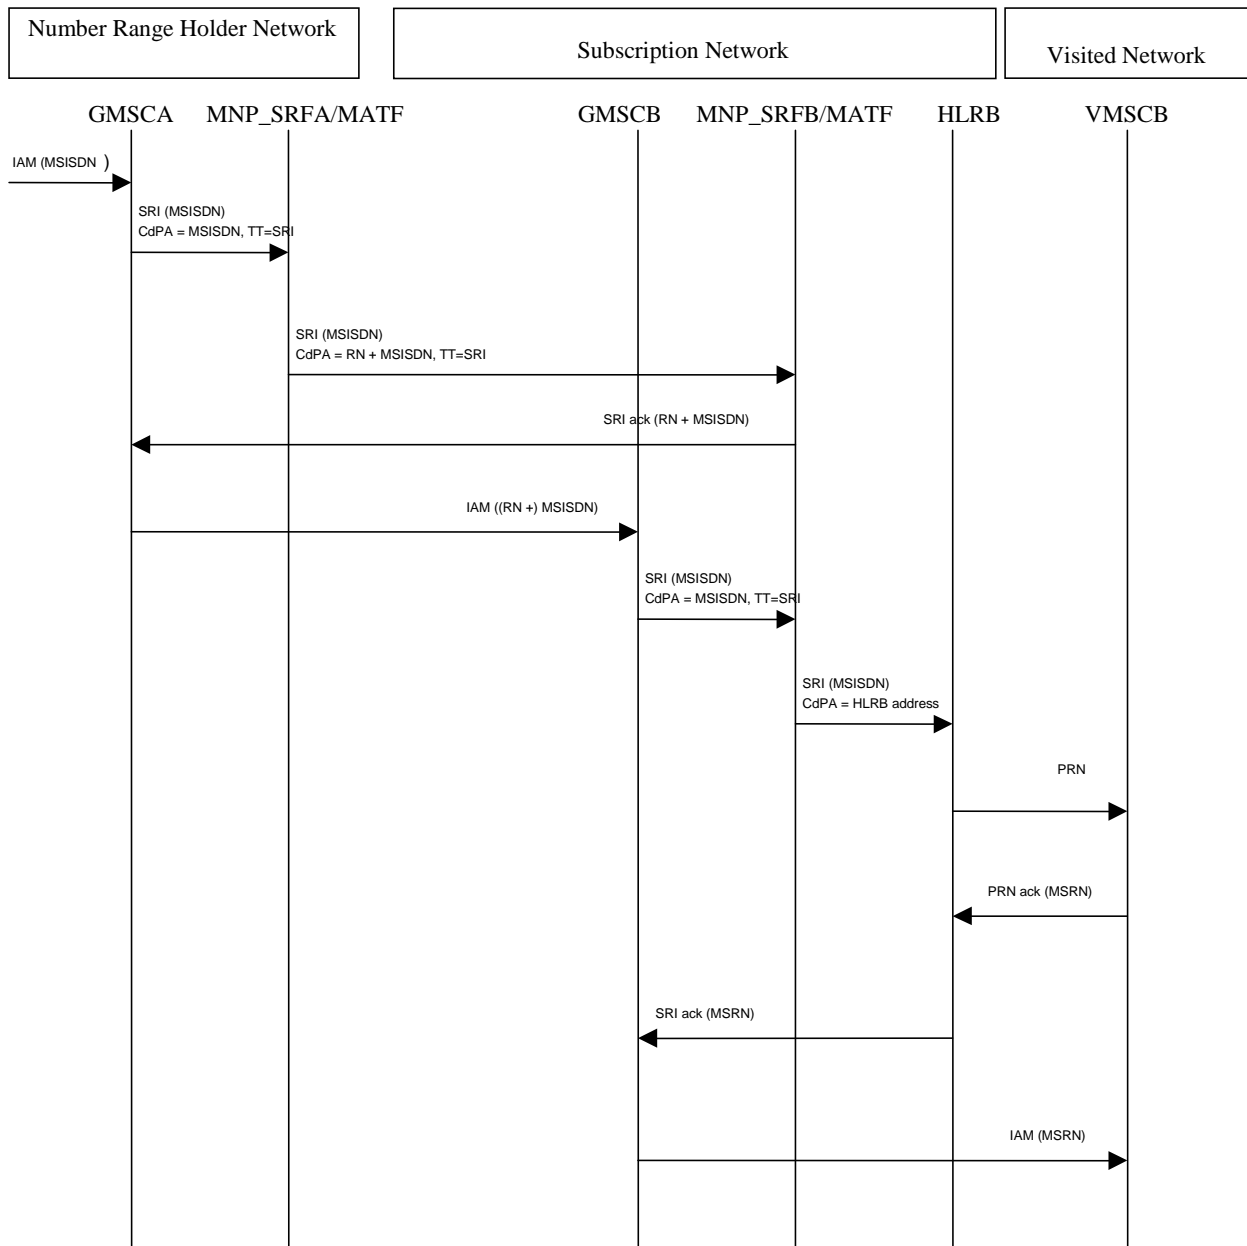 Number Range Holder Network
Subscription Network
Visited Network
GMSCA
MNP_SRFA/MATF
GMSCB
MNP_SRFB/MATF
HLRB
VMSCB
IAM (MSISDN )
SRI (MSISDN)
CdPA = MSISDN, TT=SRI
SRI (MSISDN)
CdPA = RN + MSISDN, TT=SRI
SRI ack (RN + MSISDN)
IAM ((RN +) MSISDN)
SRI (MSISDN)
CdPA = MSISDN, TT=SRI
SRI (MSISDN)
CdPA = HLRB address
PRN
PRN ack (MSRN)
SRI ack (MSRN)
IAM (MSRN)